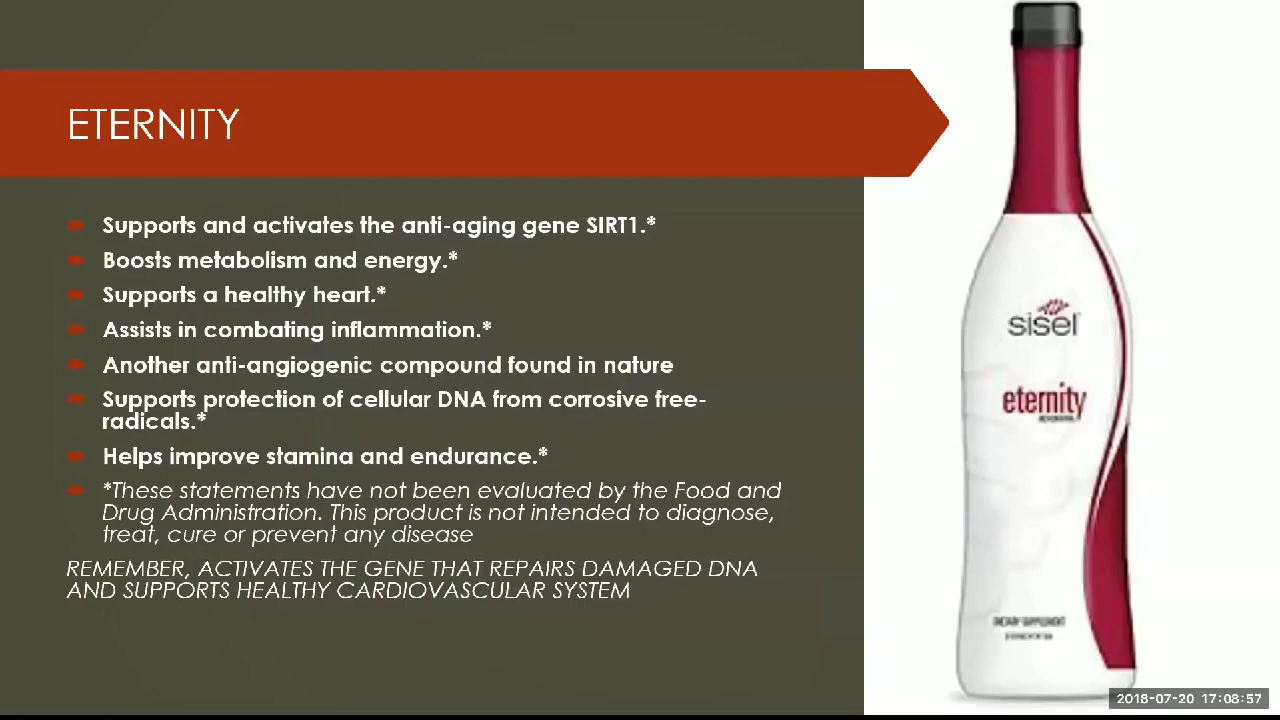 ETERNITY
Supports and activates the anti-aging gene SIRT1.*
Boosts metabolism and energy.*
Supports a healthy heart.*
Assists in combating inflammation.*
Another anti-angiogenic compound found in nature
Supports protection of cellular DNA from corrosive free-
radicals.*
Helps improve stamina and endurance.*
*These statements have not been evaluated by the Food and
Drug Administration. This product is not intended to diagnose,
treat, cure or prevent any disease
REMEMBER, ACTIVATES THE GENE THAT REPAIRS DAMAGED DNA
AND SUPPORTS HEALTHY CARDIOVASCULAR SYSTEM
sisel
eternity
DIETARY SUPPLEMENT
2018-07-20 17:08:57